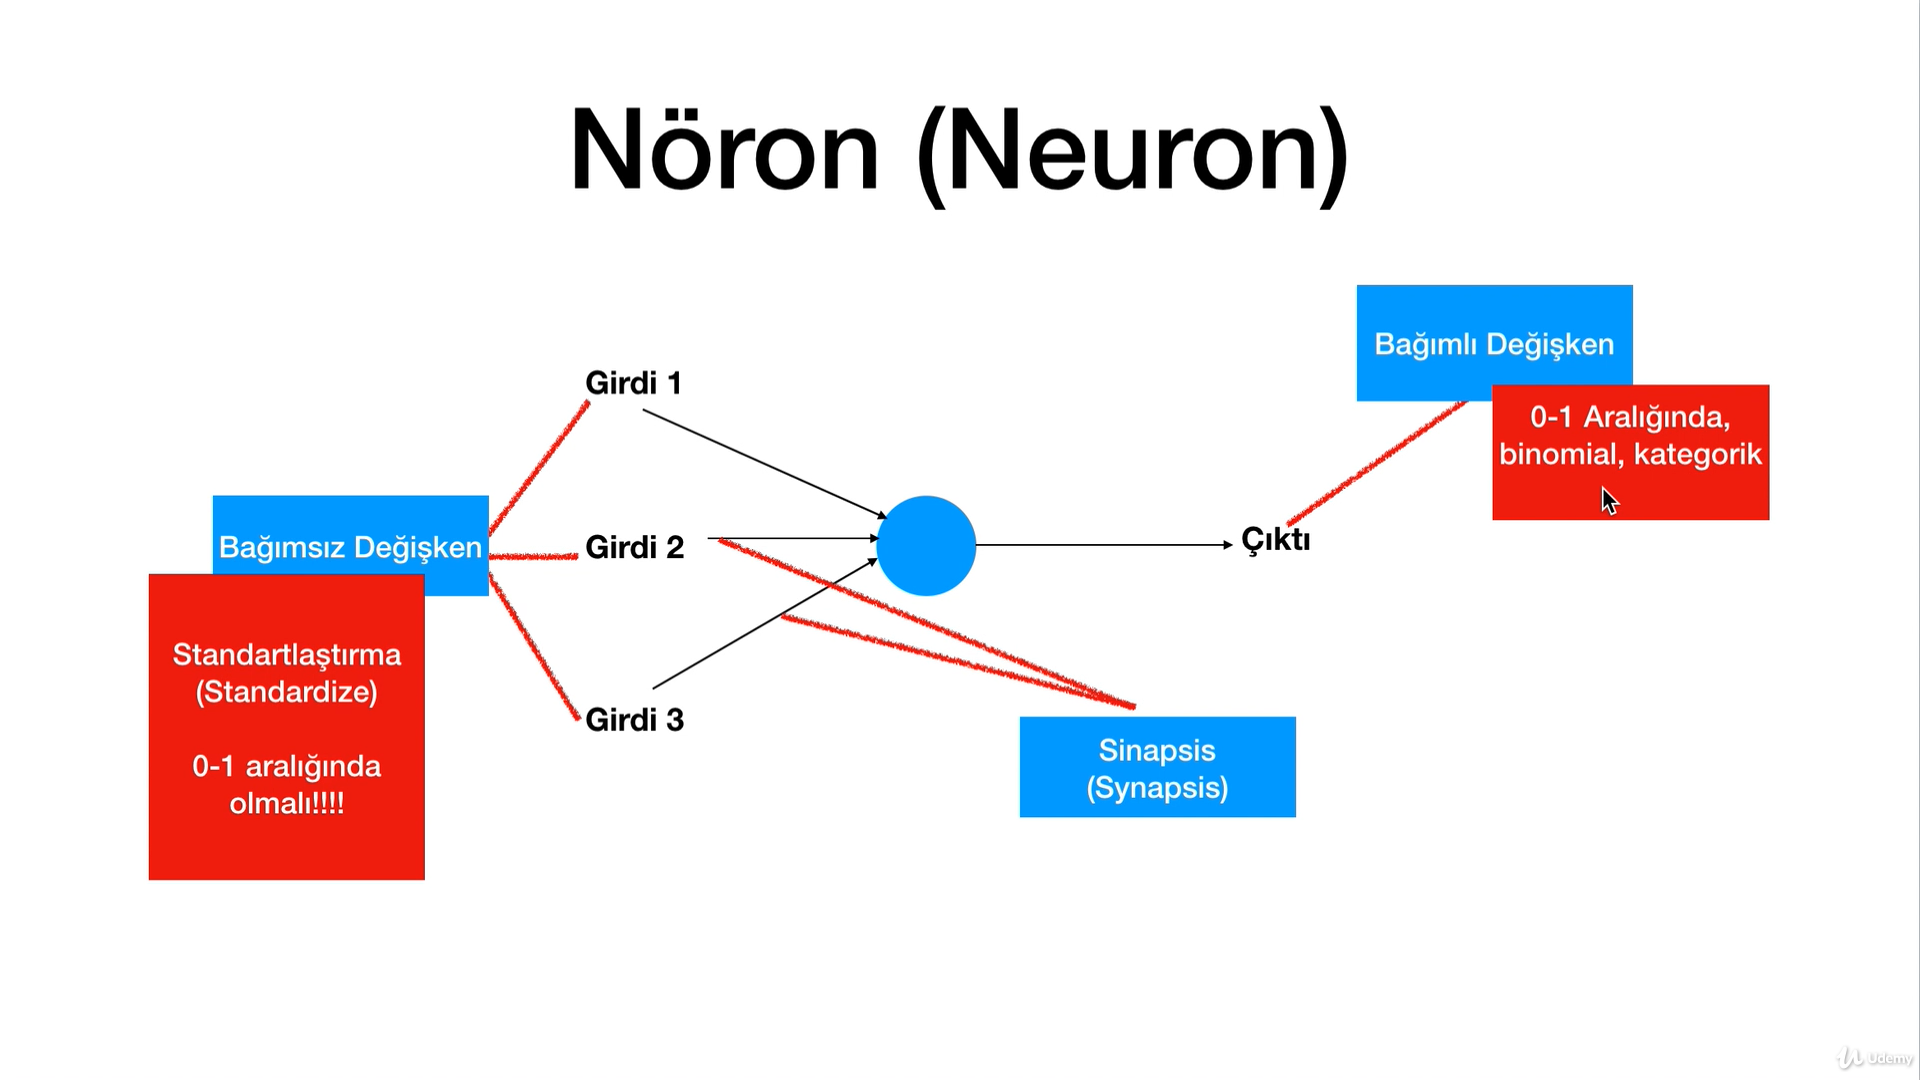 Nöron (Neuron)
Bağımlı Değişken
0-1 Aralığında,
binomial, kategorik
Girdi 1
Girdi 2
Girdi 3
Çıktı
Bağımsız Değişken
Standartlaştırma
(Standardize)
0-1 aralığında
olmalı!!!!
Sinapsis
(Synapsis)
Udemy